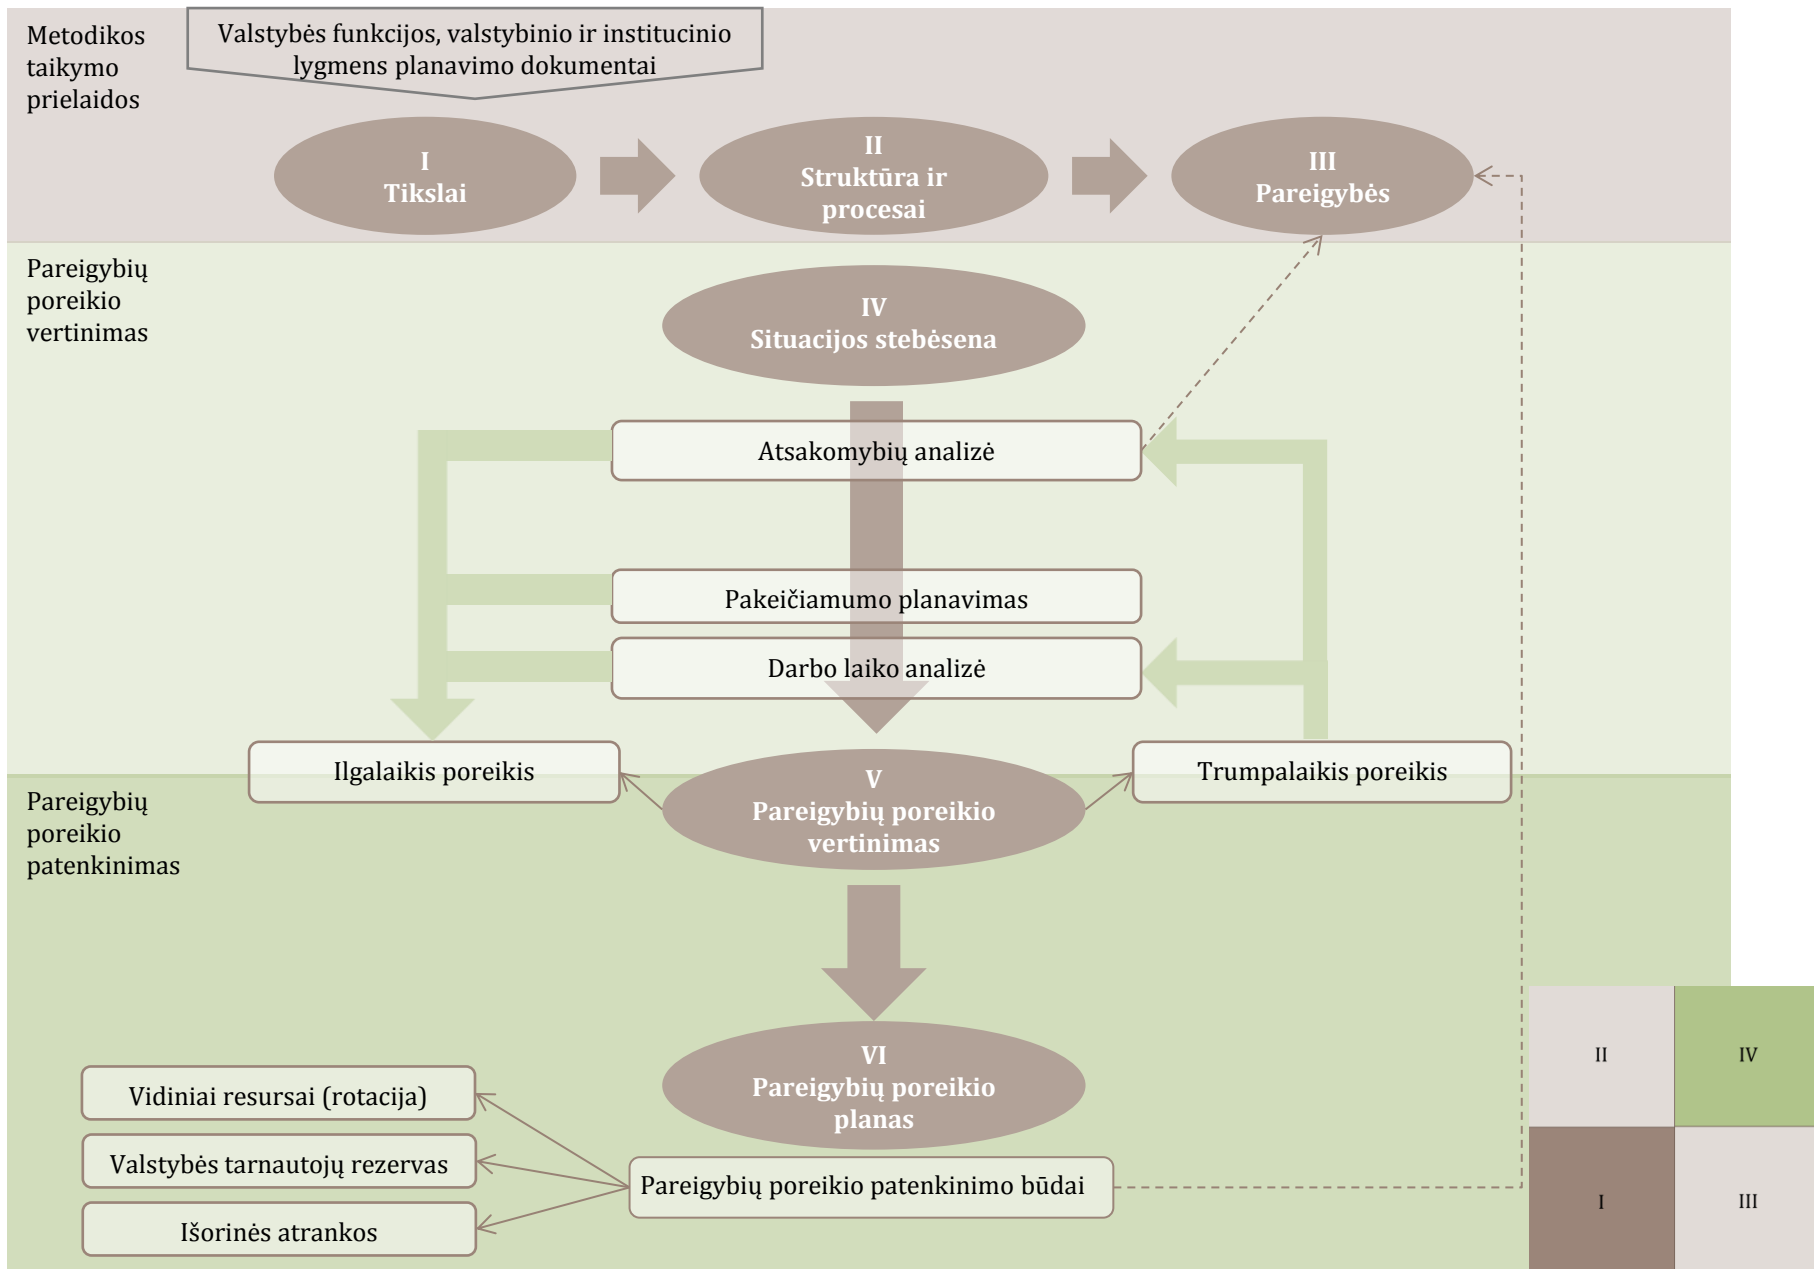 Metodikos
taikymo
prielaidos
Valstybės funkcijos, valstybinio ir institucinio
lygmens planavimo dokumentai
I
Tikslai
II
Struktūra ir
procesai
III
Pareigybės
Pareigybių
poreikio
vertinimas
IV
Situacijos stebėsena
Atsakomybių analizė
Pakeičiamumo planavimas
Darbo laiko analizė
Ilgalaikis poreikis
Trumpalaikis poreikis
Pareigybių
poreikio
patenkinimas
V
Pareigybių poreikio
vertinimas
VI
Pareigybių poreikio
planas
Vidiniai resursai (rotacija)
Valstybės tarnautojų rezervas
Išorinės atrankos
Pareigybių poreikio patenkinimo būdai
II
IV
I
III